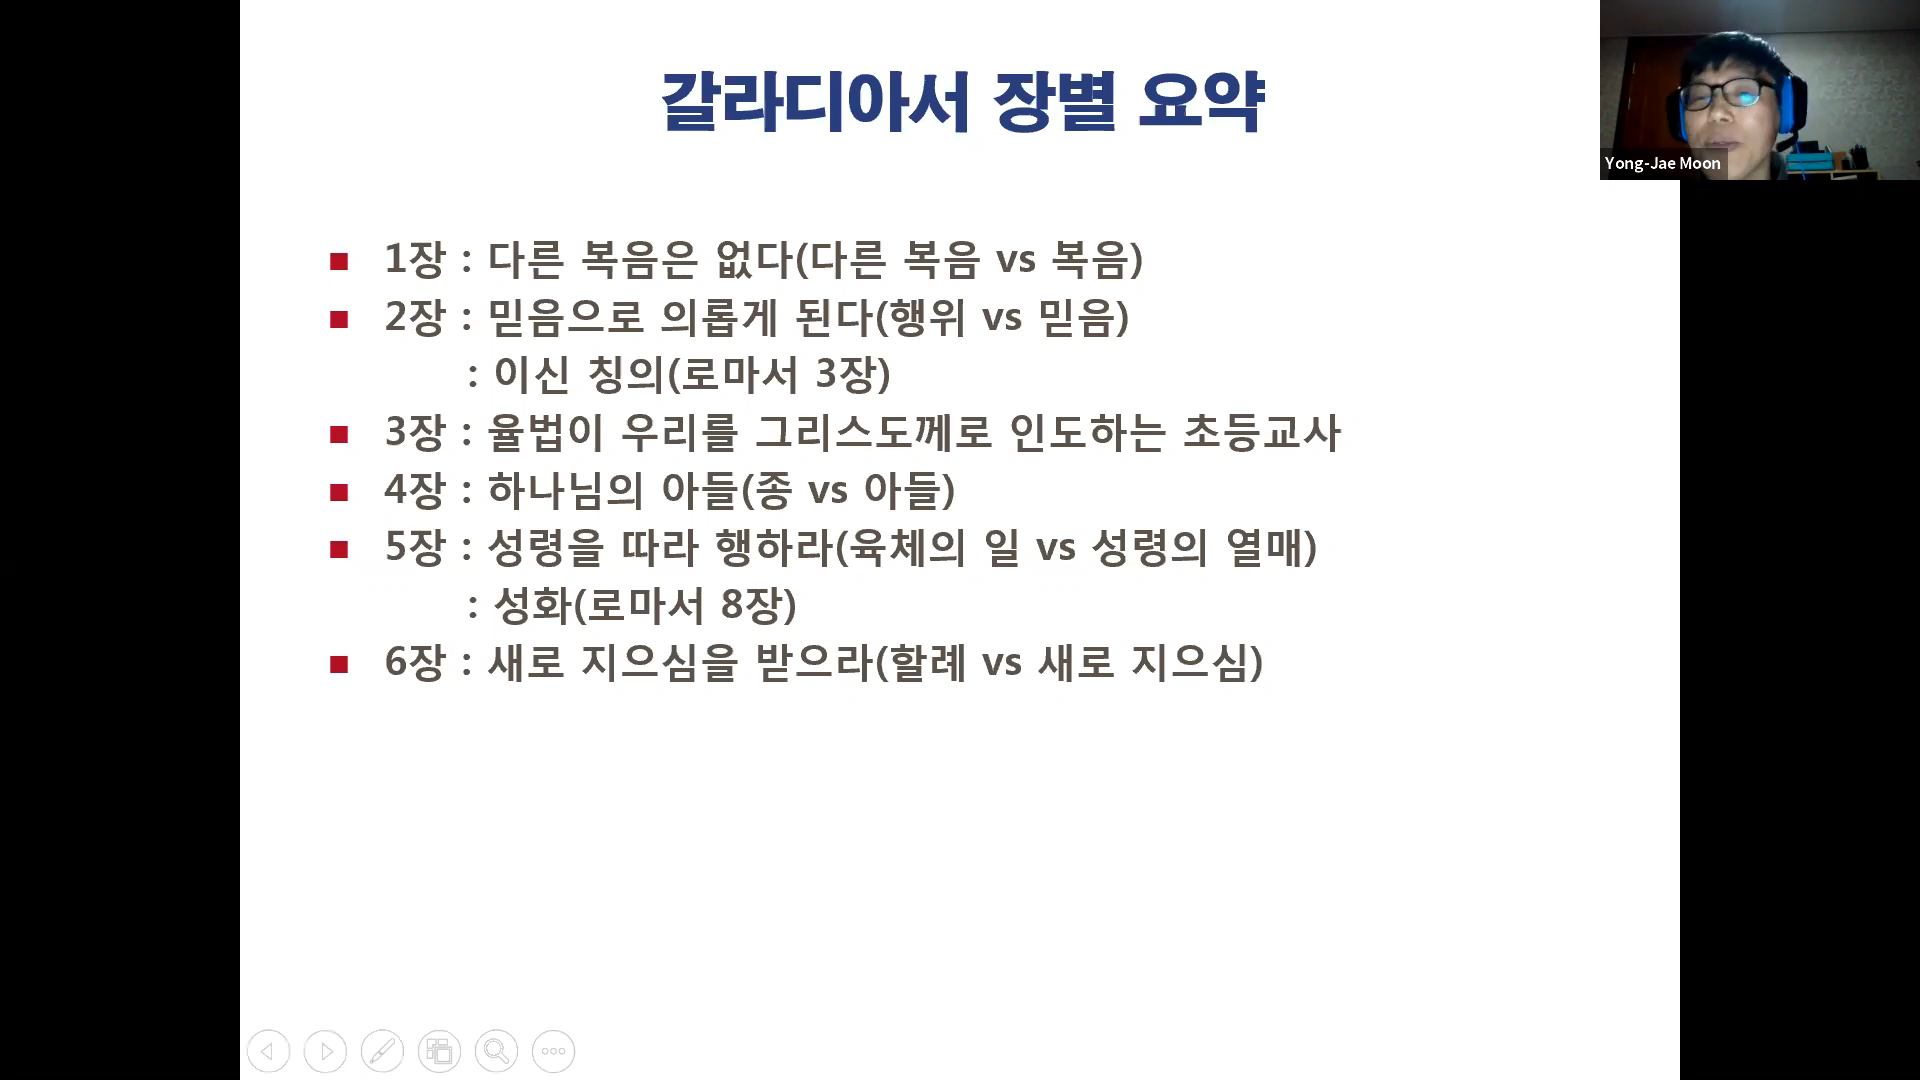 갈라디아서 장별 요약
Yong-Jae Moon
■ 1장 : 다른 복음은 없다(다른 복음 vs 복음)
■ 2장 : 믿음으로 의롭게 된다(행위 vs 믿음)
: 이신 칭의(로마서 3장)
■ 3장 : 율법이 우리를 그리스도께로 인도하는 초등교사
■ 4장 : 하나님의 아들(종 vs 아들)
■ 5장 : 성령을 따라 행하라(육체의 일 vs 성령의 열매)
: 성화(로마서 8장)
■ 6장 : 새로 지으심을 받으라(할례 vs 새로 지으심)